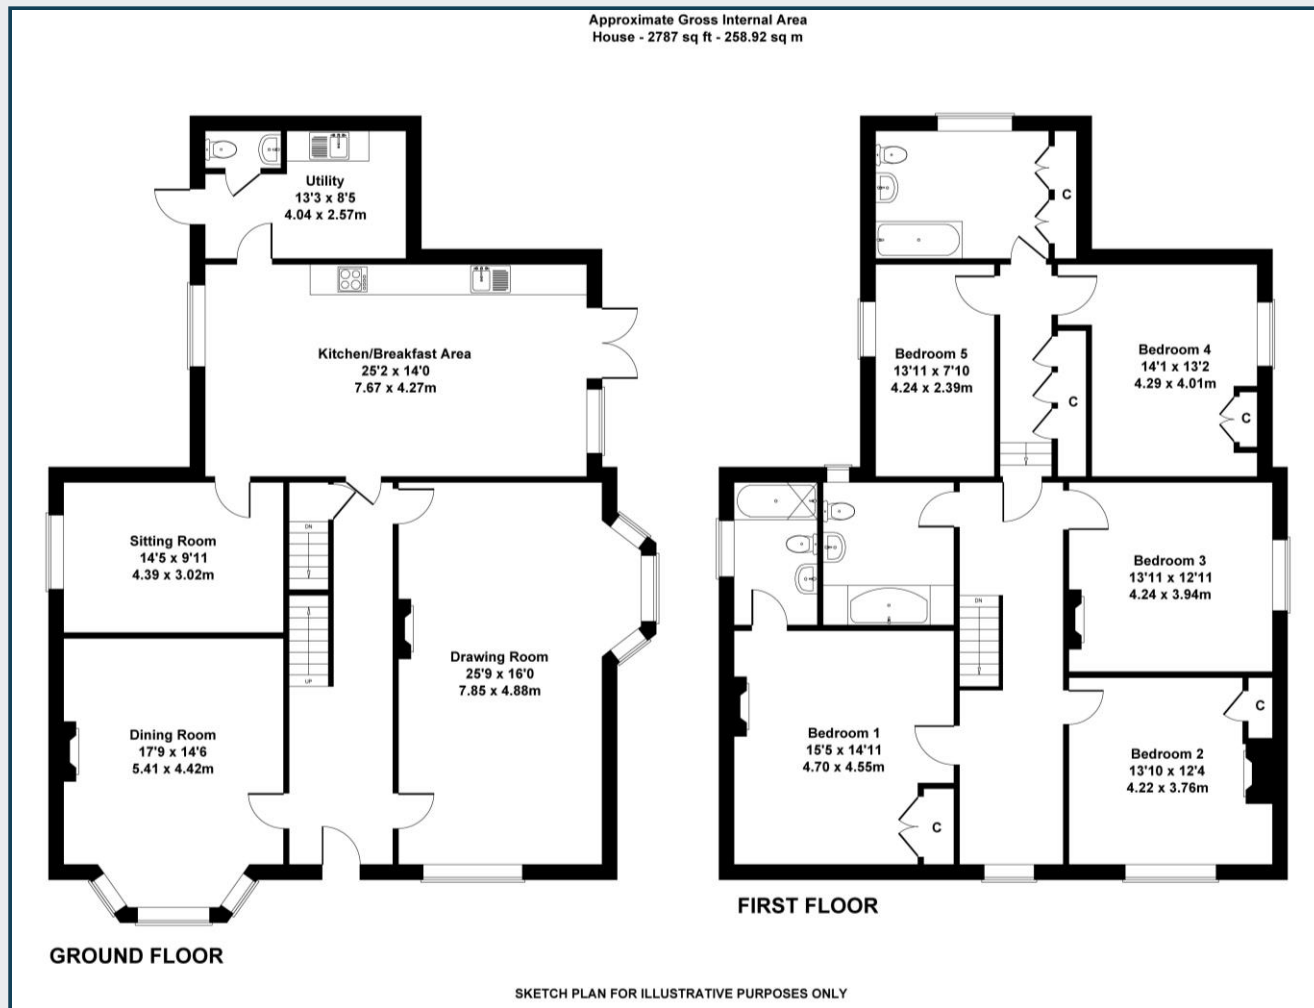 Approximate Gross Internal Area
House - 2787 sq ft - 258.92 sq m
Utility
13'3 x 8'5
4.04 x 2.57m
Kitchen/Breakfast Area
25'2 x 14'0
7.67 x 4.27m
Sitting Room
14'5 x 9'11
4.39 x 3.02m
DN
UP
Drawing Room
25'9 x 16'0
7.85 x 4.88m
Dining Room
17'9 x 14'6
5.41 x 4.42m
GROUND FLOOR
C
Bedroom 5
13'11 x 7'10
4.24 x 2.39m
C
Bedroom 4
14'1 x 13'2
4.29 x 4.01m
C
Bedroom 3
13'11 x 12'11
4.24 x 3.94m
DN
Bedroom 1
15'5 x 14'11
4.70 x 4.55m
C
Bedroom 2
13'10 x 12'4
4.22 x 3.76m
C
FIRST FLOOR
SKETCH PLAN FOR ILLUSTRATIVE PURPOSES ONLY